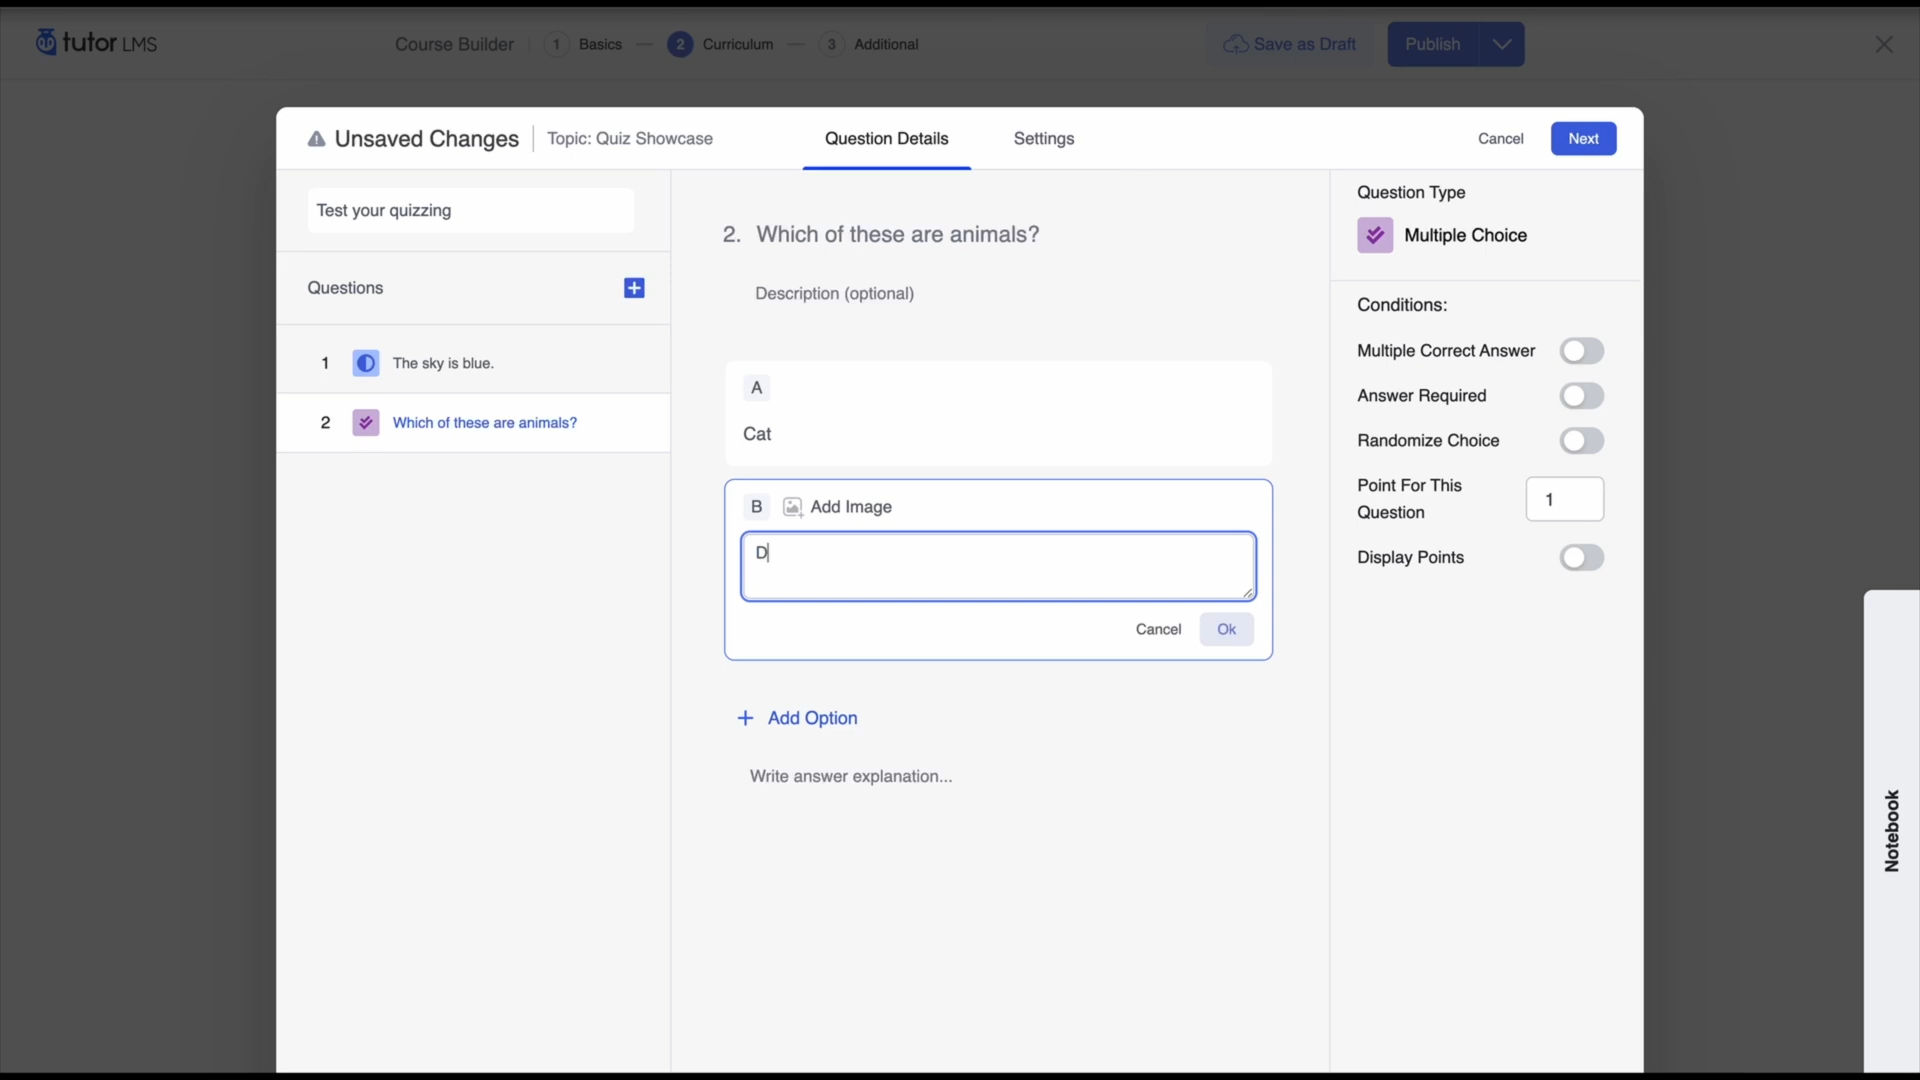 tutor LMS
Course Builder 1 Basics — 2 Curriculum — 3 Additional
Save as Draft
Publish
Unsaved Changes
Topic: Quiz Showcase
Question Details
Settings
Cancel
Next
Test your quizzing
Questions
1 The sky is blue.
2 Which of these are animals?
2. Which of these are animals?
Description (optional)
A
Cat
B Add Image
D
Cancel
Ok
+ Add Option
Write answer explanation...
Question Type
Multiple Choice
Conditions:
Multiple Correct Answer
Answer Required
Randomize Choice
Point For This
Question
1
Display Points
Notebook